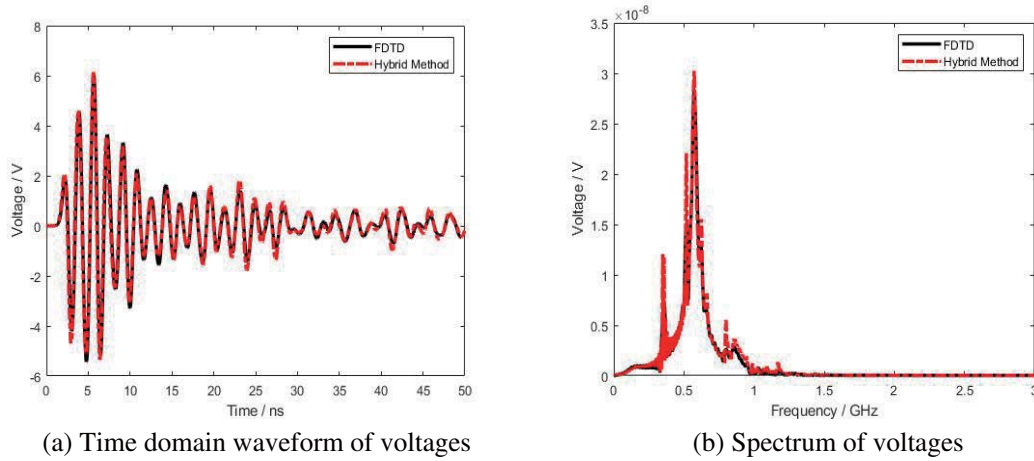 8
6
4
2
0
-2
-4
-6
Voltage / V
FDTD
Hybrid Method
0 5 10 15 20 25 30 35 40 45 50
Time / ns
(a) Time domain waveform of voltages
×10⁻⁸
3.5
3
2.5
2
1.5
1
0.5
0
Voltage / V
FDTD
Hybrid Method
0 0.5 1 1.5 2 2.5 3
Frequency / GHz
(b) Spectrum of voltages